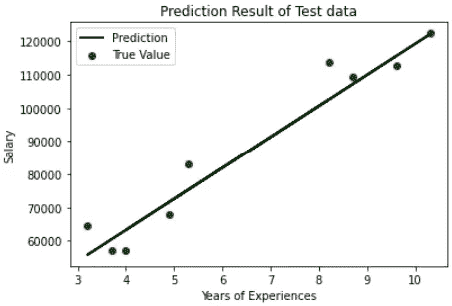 Prediction Result of Test data
Prediction
True Value
120000
110000
100000
90000
80000
70000
60000
Salary
3 4 5 6 7 8 9 10
Years of Experiences